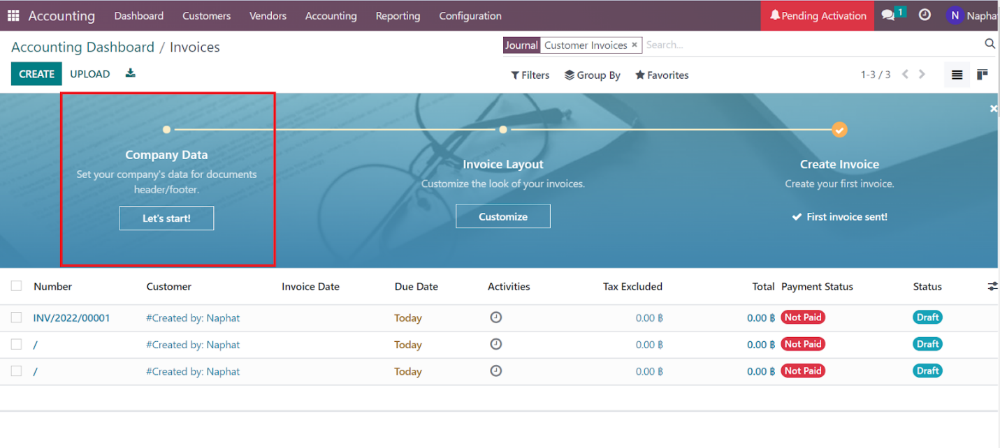 Accounting Dashboard Customers Vendors Accounting Reporting Configuration Pending Activation 1 N Naphat
Accounting Dashboard / Invoices
Journal Customer Invoices × Search...
CREATE UPLOAD
Filters Group By Favorites 1-3 / 3
Company Data
Set your company's data for documents
header/footer.
Let's start!
Invoice Layout
Customize the look of your invoices.
Customize
Create Invoice
Create your first invoice.
First invoice sent!
Number Customer Invoice Date Due Date Activities Tax Excluded Total Payment Status Status
INV/2022/00001 #Created by: Naphat Today 0.00 ฿ 0.00 ฿ Not Paid Draft
/ #Created by: Naphat Today 0.00 ฿ 0.00 ฿ Not Paid Draft
/ #Created by: Naphat Today 0.00 ฿ 0.00 ฿ Not Paid Draft